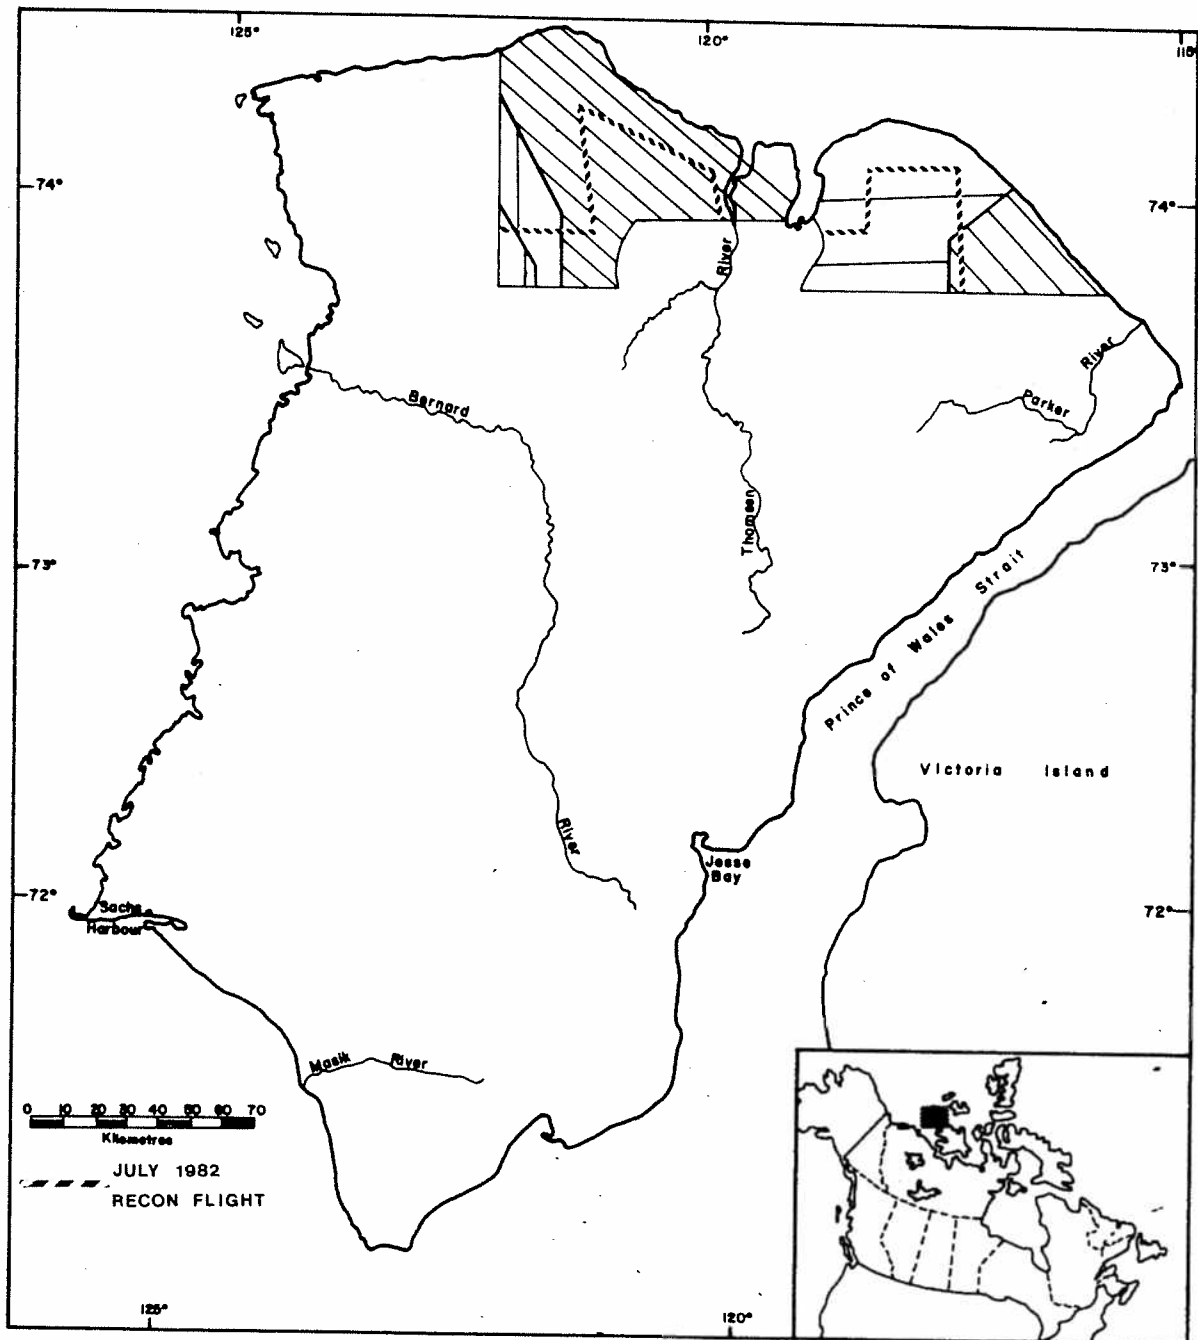 125°
120°
115°
74°
74°
River
River
Parker
Bernard
Thomsen
73°
73°
Prince of Wales Strait
Victoria Island
River
Jesse
Bay
72°
72°
Sachs
Harbour
Masik River
0 10 20 30 40 50 60 70
Kilometres
JULY 1982
RECON FLIGHT
125°
120°